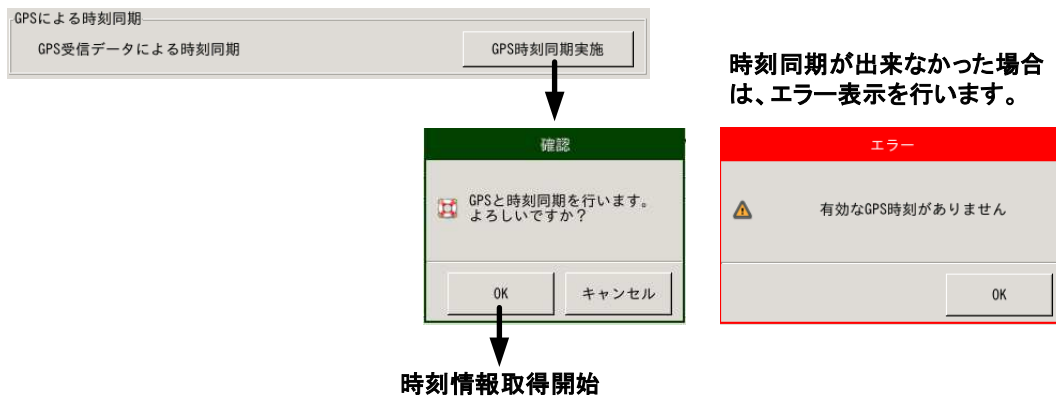 GPSによる時刻同期
GPS受信データによる時刻同期
GPS時刻同期実施
時刻同期が出来なかった場合
は、エラー表示を行います。
確認
GPSと時刻同期を行います。
よろしいですか？
OK
キャンセル
エラー
有効なGPS時刻がありません
OK
時刻情報取得開始